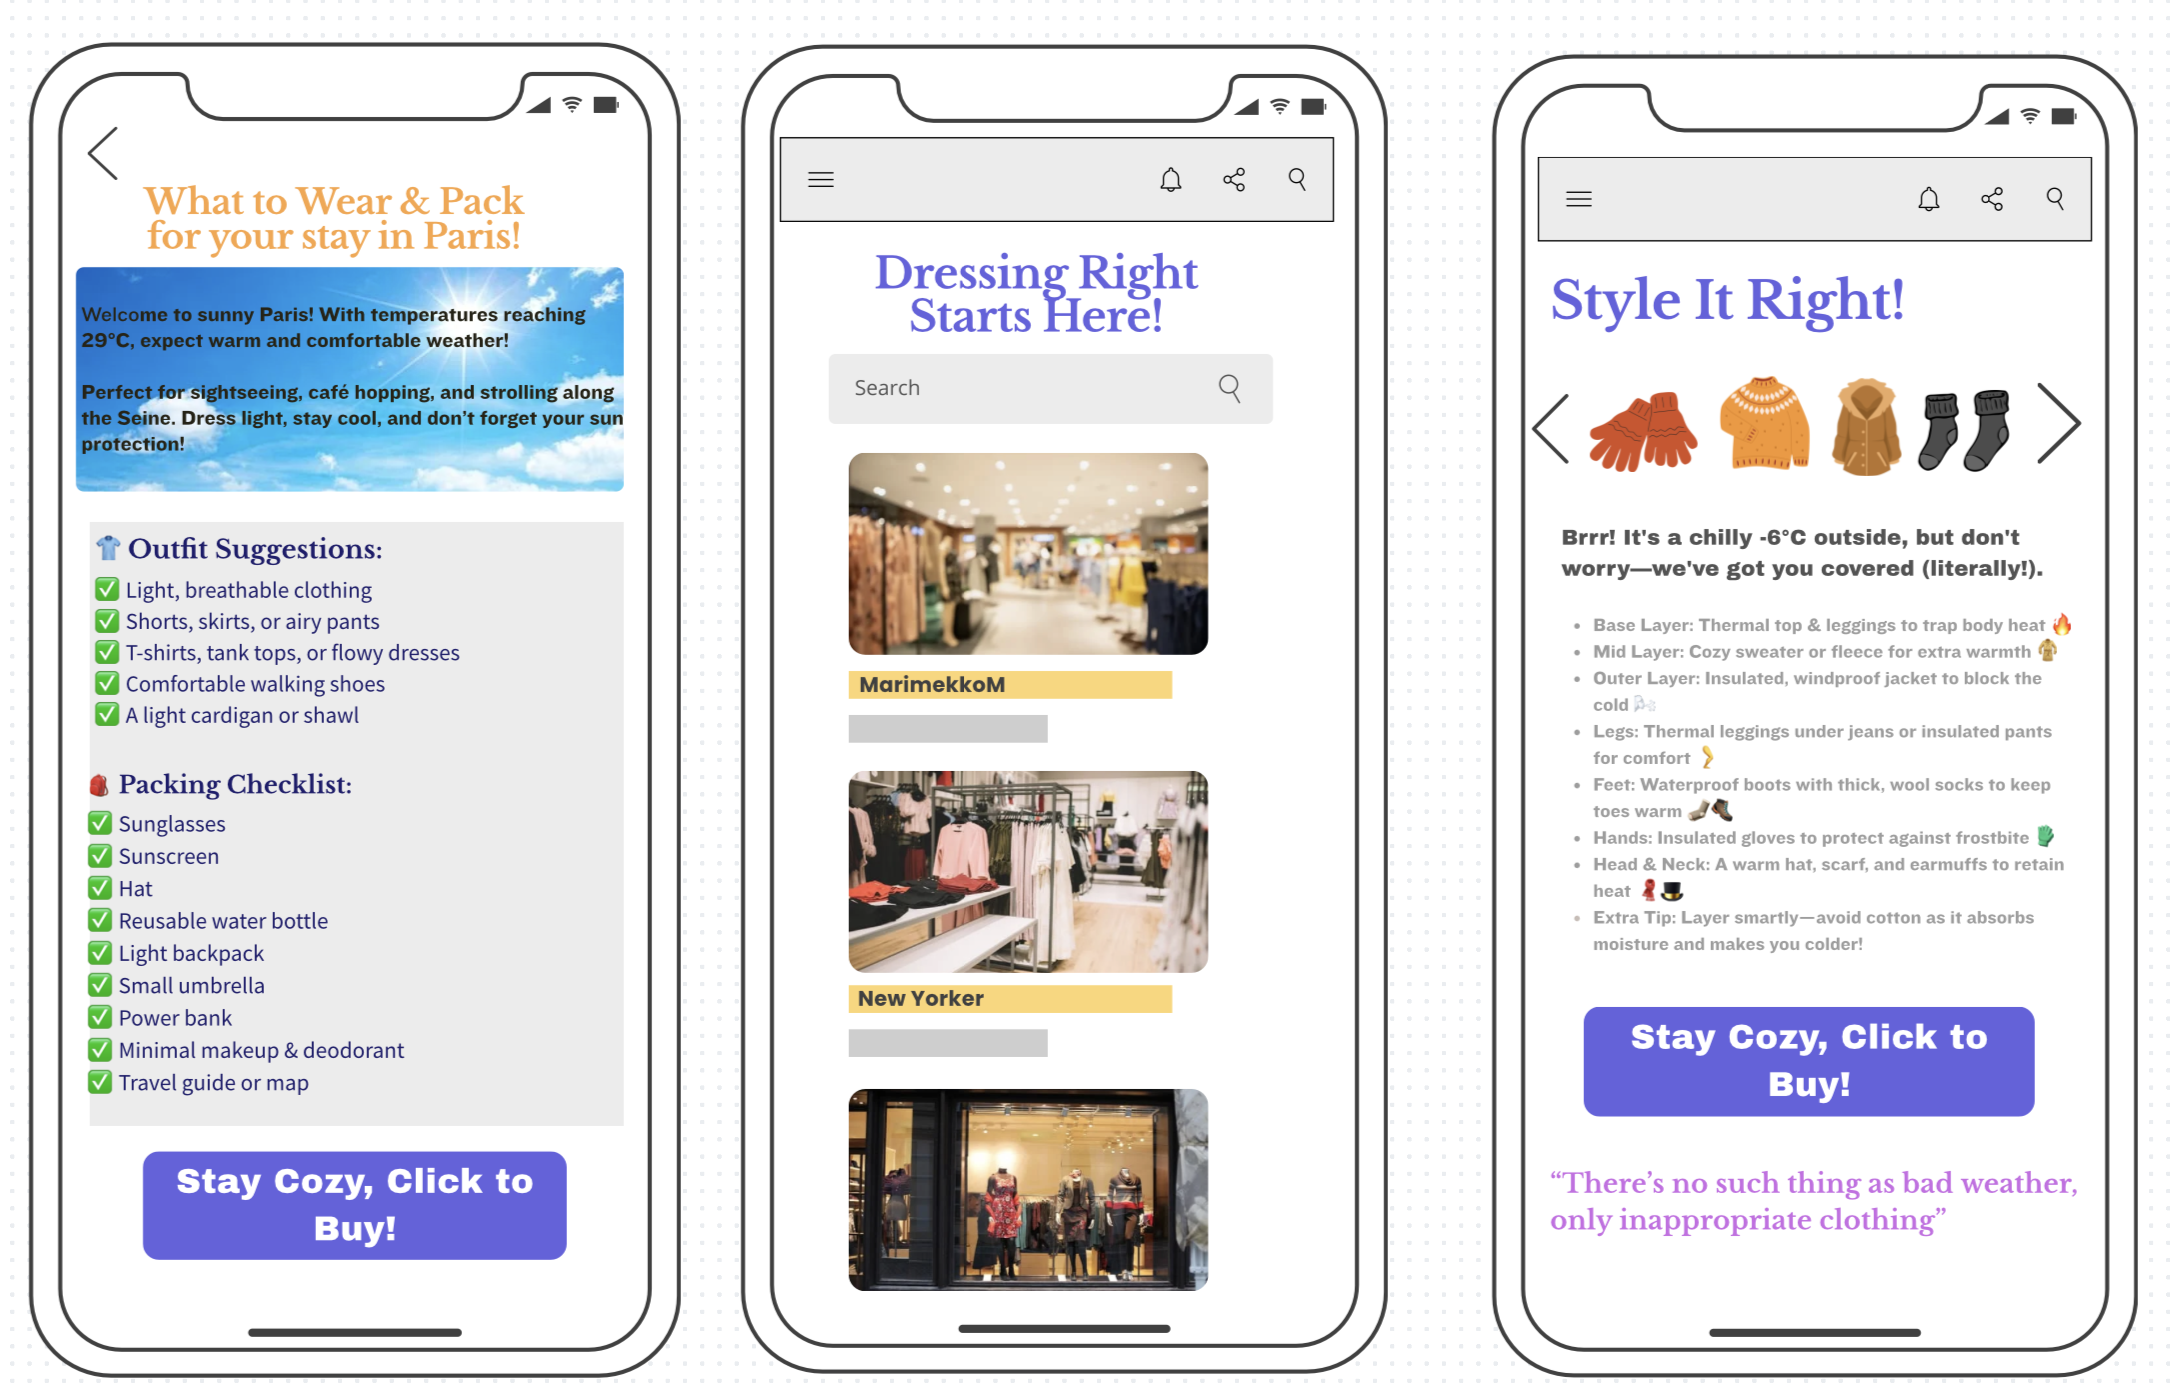 What to Wear & Pack
for your stay in Paris!
Welcome to sunny Paris! With temperatures reaching
29°C, expect warm and comfortable weather!
Perfect for sightseeing, café hopping, and strolling along
the Seine. Dress light, stay cool, and don't forget your sun
protection!
Outfit Suggestions:
Light, breathable clothing
Shorts, skirts, or airy pants
T-shirts, tank tops, or flowy dresses
Comfortable walking shoes
A light cardigan or shawl
Packing Checklist:
Sunglasses
Sunscreen
Hat
Reusable water bottle
Light backpack
Small umbrella
Power bank
Minimal makeup & deodorant
Travel guide or map
Stay Cozy, Click to
Buy!
Dressing Right
Starts Here!
Search
MarimekkoM
New Yorker
Style It Right!
Brrr! It's a chilly -6°C outside, but don't
worry—we've got you covered (literally!).
Base Layer: Thermal top & leggings to trap body heat
Mid Layer: Cozy sweater or fleece for extra warmth
Outer Layer: Insulated, windproof jacket to block the
cold
Legs: Thermal leggings under jeans or insulated pants
for comfort
Feet: Waterproof boots with thick, wool socks to keep
toes warm
Hands: Insulated gloves to protect against frostbite
Head & Neck: A warm hat, scarf, and earmuffs to retain
heat
Extra Tip: Layer smartly—avoid cotton as it absorbs
moisture and makes you colder!
Stay Cozy, Click to
Buy!
“There’s no such thing as bad weather,
only inappropriate clothing”